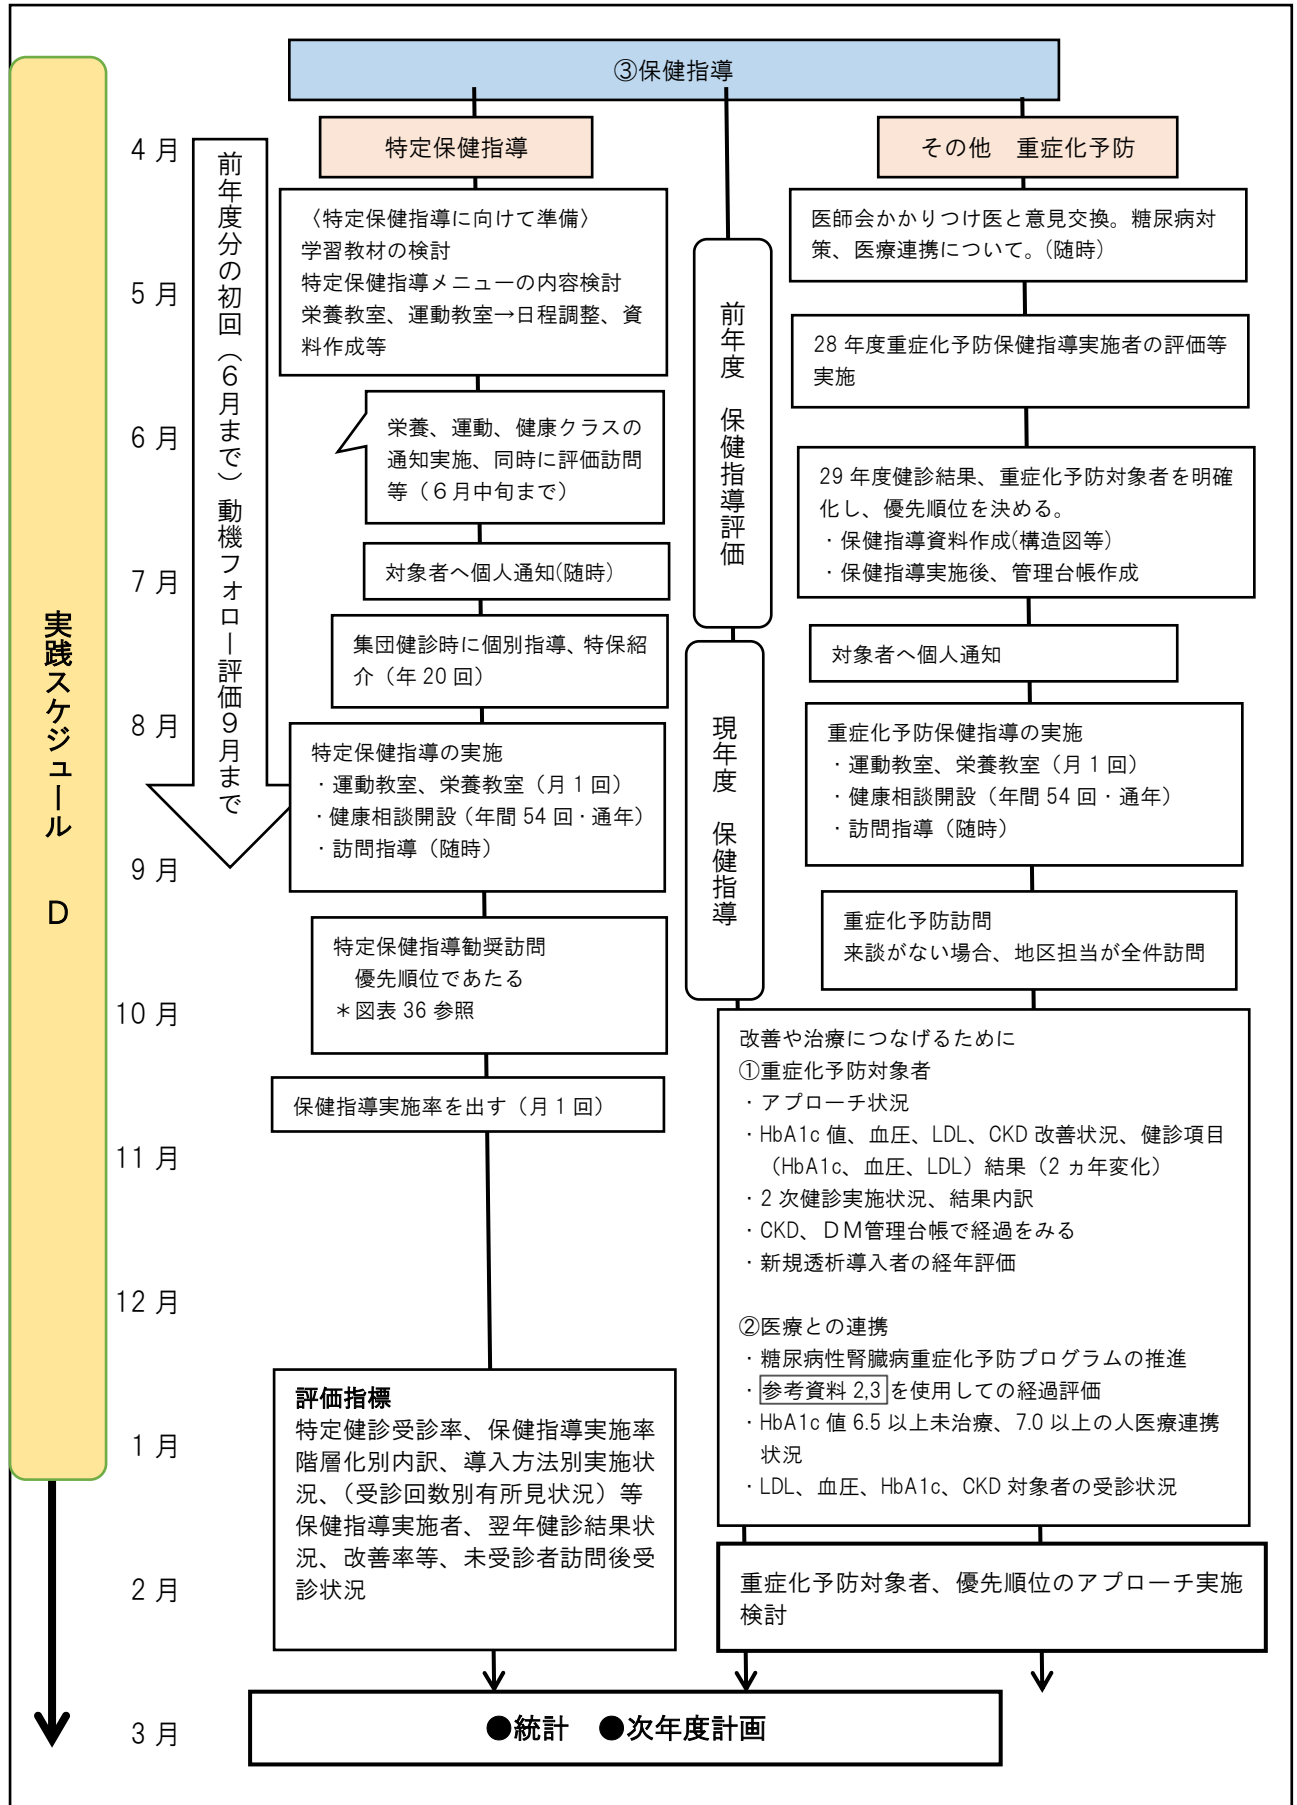 ③保健指導
実践スケジュール　D
4 月
5 月
6 月
7 月
8 月
9 月
10 月
11 月
12 月
1 月
2 月
3 月
前年度分の初回（6月まで）動機フォロー評価9月まで
特定保健指導
〈特定保健指導に向けて準備〉
学習教材の検討
特定保健指導メニューの内容検討
栄養教室、運動教室→日程調整、資
料作成等
栄養、運動、健康クラスの
通知実施、同時に評価訪問
等（６月中旬まで）
対象者へ個人通知(随時)
集団健診時に個別指導、特保紹
介（年 20 回）
特定保健指導の実施
・運動教室、栄養教室（月 1 回）
・健康相談開設（年間 54 回・通年）
・訪問指導（随時）
特定保健指導勧奨訪問
優先順位であたる
＊図表 36 参照
保健指導実施率を出す（月 1 回）
評価指標
特定健診受診率、保健指導実施率
階層化別内訳、導入方法別実施状
況、（受診回数別有所見状況）等
保健指導実施者、翌年健診結果状
況、改善率等、未受診者訪問後受
診状況
前年度　保健指導評価
現年度　保健指導
その他　重症化予防
医師会かかりつけ医と意見交換。糖尿病対
策、医療連携について。(随時）
28 年度重症化予防保健指導実施者の評価等
実施
29 年度健診結果、重症化予防対象者を明確
化し、優先順位を決める。
・保健指導資料作成(構造図等)
・保健指導実施後、管理台帳作成
対象者へ個人通知
重症化予防保健指導の実施
・運動教室、栄養教室（月 1 回）
・健康相談開設（年間 54 回・通年）
・訪問指導（随時）
重症化予防訪問
来談がない場合、地区担当が全件訪問
改善や治療につなげるために
①重症化予防対象者
・アプローチ状況
・HbA1c 値、血圧、LDL、CKD 改善状況、健診項目
（HbA1c、血圧、LDL）結果（2 ヵ年変化）
・2 次健診実施状況、結果内訳
・CKD、ＤＭ管理台帳で経過をみる
・新規透析導入者の経年評価
②医療との連携
・糖尿病性腎臓病重症化予防プログラムの推進
・参考資料 2,3 を使用しての経過評価
・HbA1c 値 6.5 以上未治療、7.0 以上の人医療連携
状況
・LDL、血圧、HbA1c、CKD 対象者の受診状況
重症化予防対象者、優先順位のアプローチ実施
検討
●統計　●次年度計画